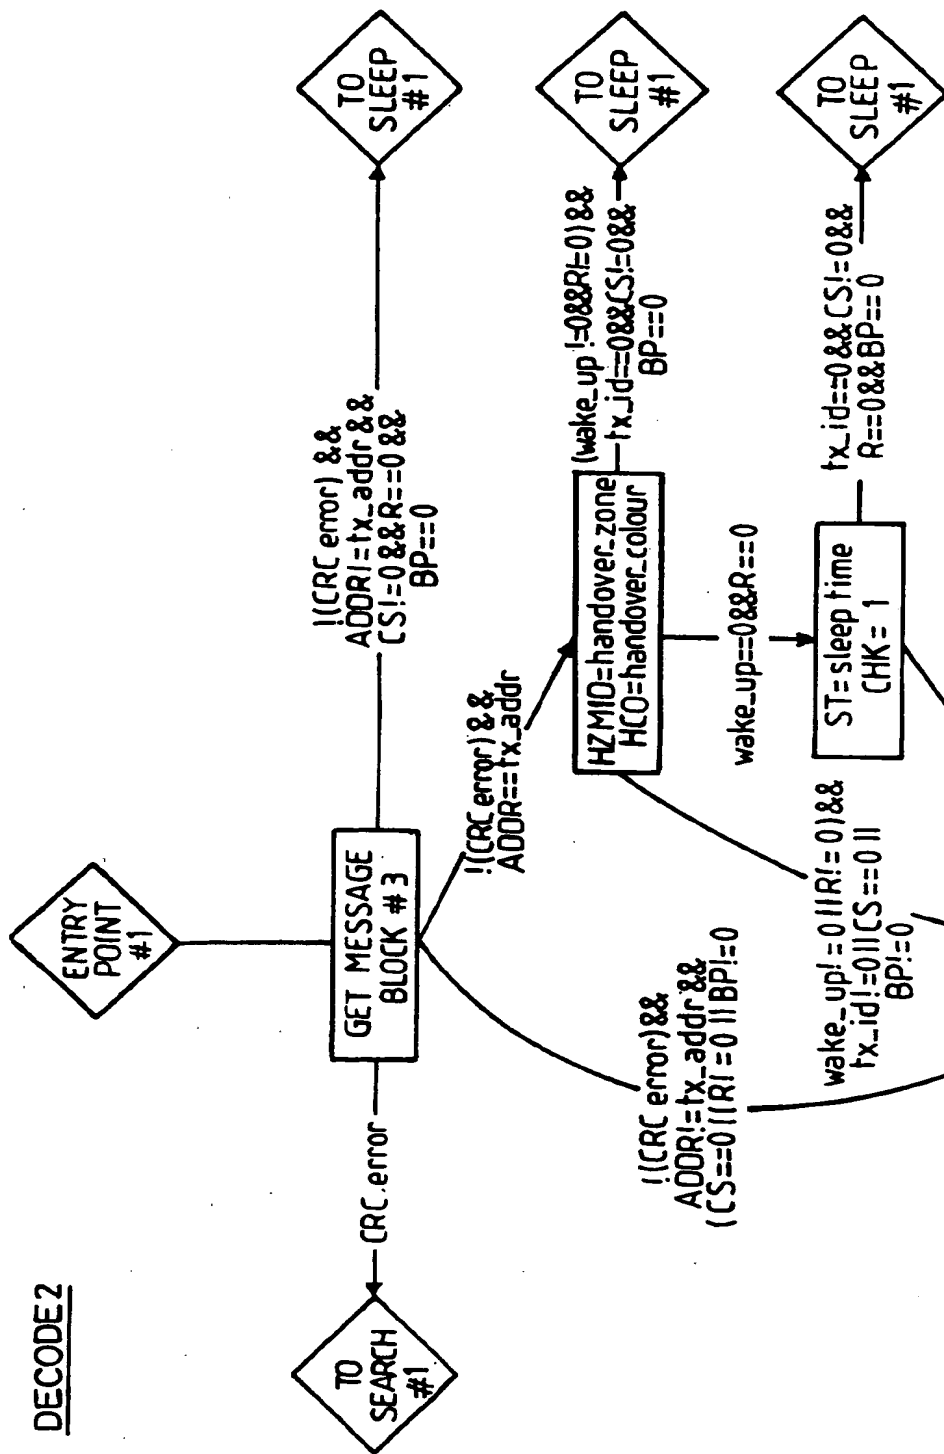 DECODE2
ENTRY
POINT
#1
GET MESSAGE
BLOCK #3
CRC.error
TO
SEARCH
#1
!(CRC error) &&
ADDR!=tx_addr &&
CS!=0&&R==0&&
BP==0
TO
SLEEP
#1
!(CRC error) &&
ADDR==tx_addr
!(CRC error) &&
ADDR!=tx_addr &&
(CS==0||R!=0||BP!=0
HZMID=handover_zone
HCO=handover_colour
(wake_up!=0&&R!=0)&&
tx_id==0&&CS!=0&&
BP==0
TO
SLEEP
#1
wake_up==0&&R==0
wake_up!=0||R!=0)&&
tx_id!=0||CS==0||
BP!=0
ST=sleep time
CHK=1
tx_id==0&&CS!=0&&
R==0&&BP==0
TO
SLEEP
#1